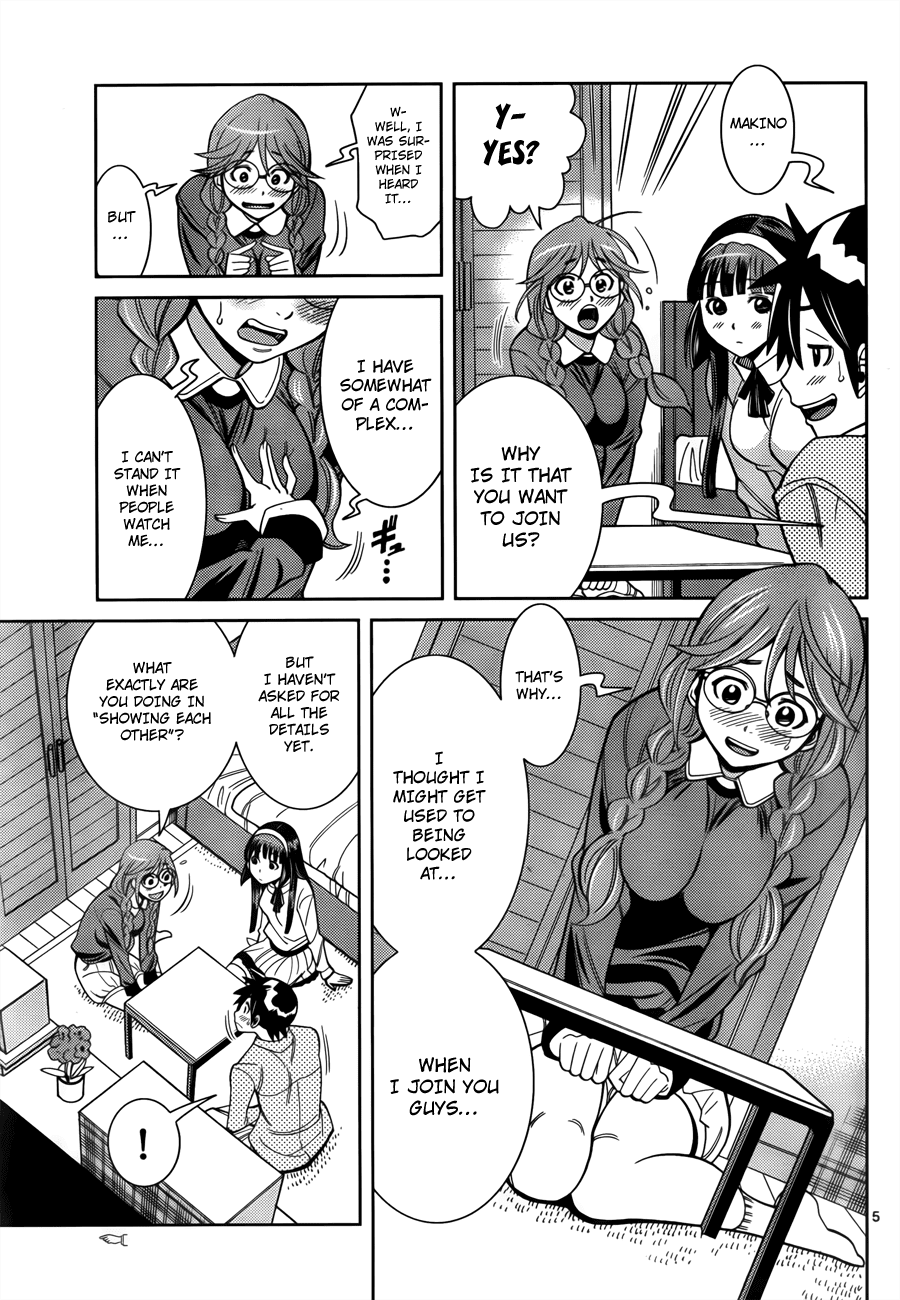 MAKINO
...
Y-
YES?
WHY
IS IT THAT
YOU WANT
TO JOIN
US?
W-
WELL, I
WAS SUR-
PRISED
WHEN I
HEARD
IT...
BUT
...
I HAVE
SOMEWHAT
OF A COM-
PLEX...
I CAN'T
STAND IT
WHEN
PEOPLE
WATCH
ME...
ギュ...
THAT'S
WHY...
I
THOUGHT I
MIGHT GET
USED TO
BEING
LOOKED
AT...
WHEN
I JOIN YOU
GUYS...
BUT
I HAVEN'T
ASKED FOR
ALL THE
DETAILS
YET.
WHAT
EXACTLY ARE
YOU DOING IN
"SHOWING EACH
OTHER"?
!
5